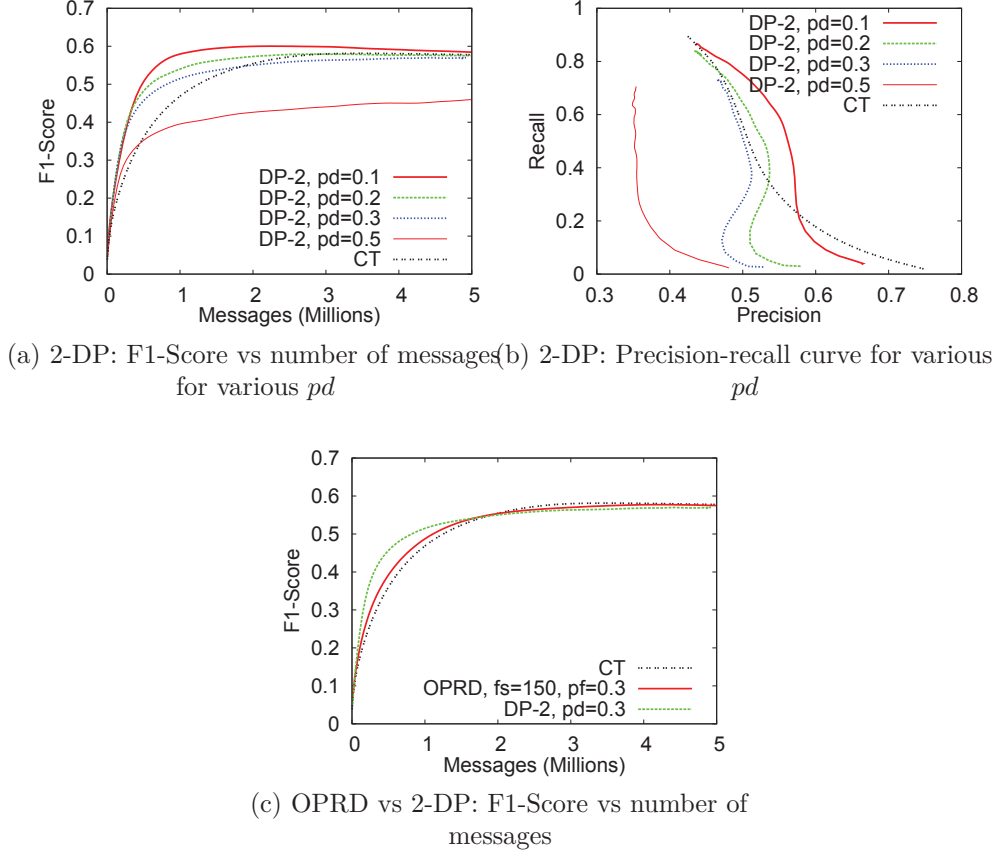 0.7
0.6
0.5
0.4
0.3
0.2
0.1
0
F1-Score
DP-2, pd=0.1
DP-2, pd=0.2
DP-2, pd=0.3
DP-2, pd=0.5
CT
0 1 2 3 4 5
Messages (Millions)
(a) 2-DP: F1-Score vs number of messages
for various pd
1
0.8
0.6
0.4
0.2
0
Recall
DP-2, pd=0.1
DP-2, pd=0.2
DP-2, pd=0.3
DP-2, pd=0.5
CT
0.3 0.4 0.5 0.6 0.7 0.8
Precision
(b) 2-DP: Precision-recall curve for various
pd
0.7
0.6
0.5
0.4
0.3
0.2
0.1
0
F1-Score
CT
OPRD, fs=150, pf=0.3
DP-2, pd=0.3
0 1 2 3 4 5
Messages (Millions)
(c) OPRD vs 2-DP: F1-Score vs number of
messages